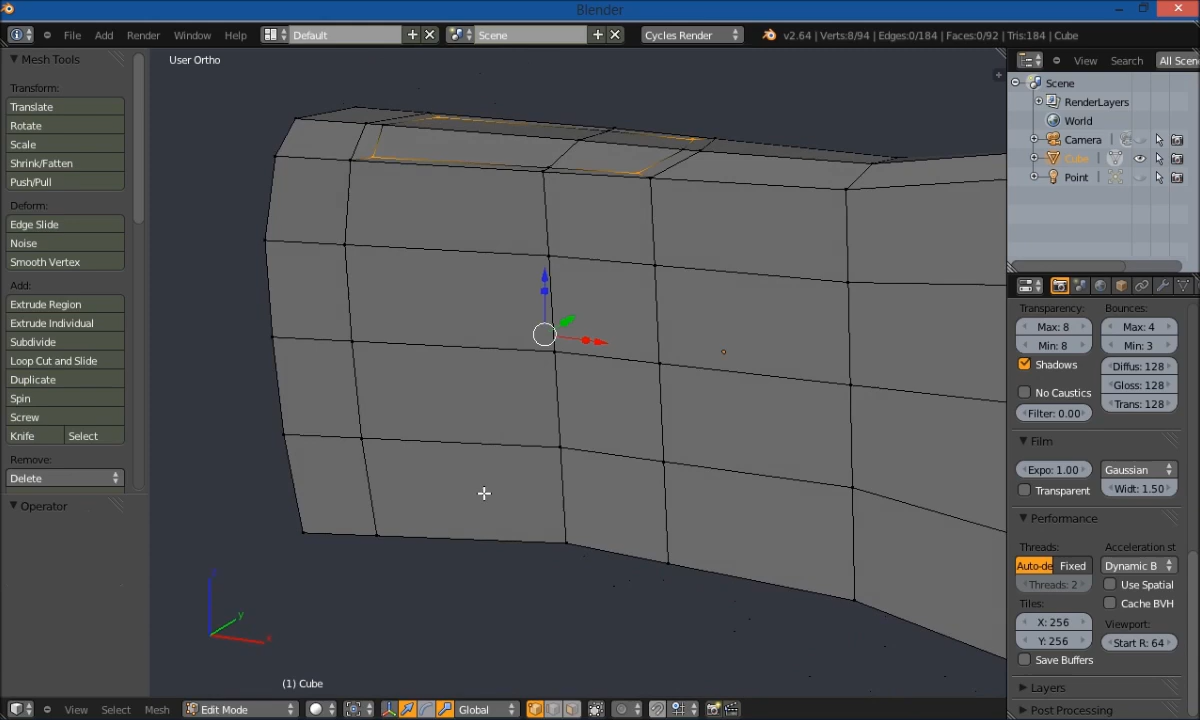 Blender
File Add Render Window Help Default Scene Cycles Render v2.64 | Verts:8/94 | Edges:0/184 | Faces:0/92 | Tris:184 | Cube
Mesh Tools
Transform:
Translate
Rotate
Scale
Shrink/Fatten
Push/Pull
Deform:
Edge Slide
Noise
Smooth Vertex
Add:
Extrude Region
Extrude Individual
Subdivide
Loop Cut and Slide
Duplicate
Spin
Screw
Knife Select
Remove:
Delete
Operator
User Ortho
z
y
x
(1) Cube
View Select Mesh Edit Mode Global
View Search All Scen
Scene
RenderLayers
World
Camera
Cube
Point
Transparency: Bounces:
Max: 8 Max: 4
Min: 8 Min: 3
Shadows Diffus: 128
Gloss: 128
No Caustics Trans: 128
Filter: 0.00
Film
Expo: 1.00 Gaussian
Transparent Widt: 1.50
Performance
Threads: Acceleration st
Auto-de Fixed Dynamic B
Threads: 2 Use Spatial
Tiles: Cache BVH
X: 256 Viewport:
Y: 256 Start R: 64
Save Buffers
Layers
Post Processing